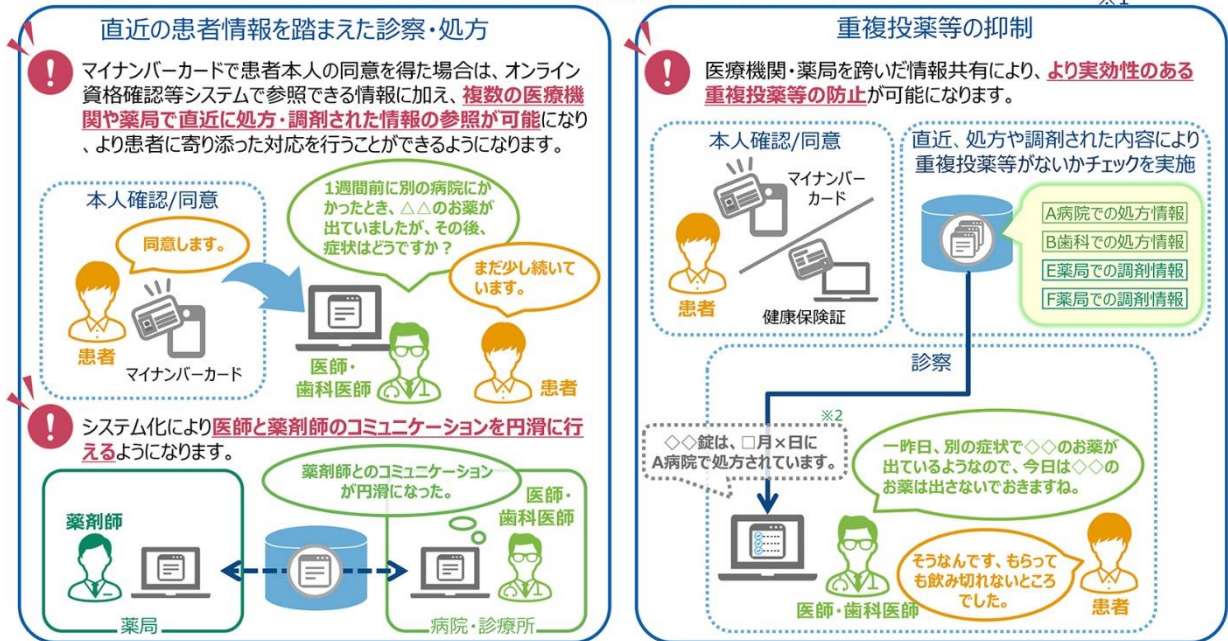 ※1
直近の患者情報を踏まえた診察・処方
マイナンバーカードで患者本人の同意を得た場合は、オンライン
資格確認等システムで参照できる情報に加え、複数の医療機
関や薬局で直近に処方・調剤された情報の参照が可能になり
、より患者に寄り添った対応を行うことができるようになります。
本人確認/同意
同意します。
患者
マイナンバーカード
1週間前に別の病院にか
かったとき、△△のお薬が
出ていましたが、その後、
症状はどうですか？
まだ少し続いて
います。
医師・
歯科医師
患者
システム化により医師と薬剤師のコミュニケーションを円滑に行
えるようになります。
薬剤師とのコミュニケーション
が円滑になった。
薬剤師
医師・
歯科医師
薬局
病院・診療所
重複投薬等の抑制
医療機関・薬局を跨いだ情報共有により、より実効性のある
重複投薬等の防止が可能になります。
本人確認/同意
マイナンバー
カード
患者
健康保険証
直近、処方や調剤された内容により
重複投薬等がないかチェックを実施
A病院での処方情報
B歯科での処方情報
E薬局での調剤情報
F薬局での調剤情報
診察
※2
◇◇錠は、□月×日に
A病院で処方されています。
一昨日、別の症状で◇◇のお薬が
出ているようなので、今日は◇◇の
お薬は出さないでおきますね。
そうなんです、もらって
も飲み切れないところ
でした。
医師・歯科医師
患者